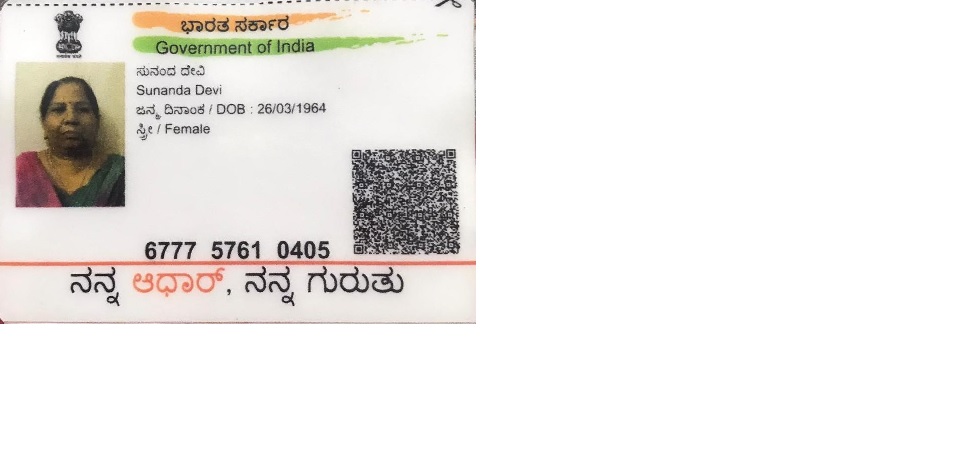 ಭಾರತ ಸರ್ಕಾರ
Government of India
ಸುನಂದ ದೇವಿ
Sunanda Devi
ಜನ್ಮ ದಿನಾಂಕ / DOB : 26/03/1964
ಸ್ತ್ರೀ / Female
6777 5761 0405
ನನ್ನ ಆಧಾರ್, ನನ್ನ ಗುರುತು